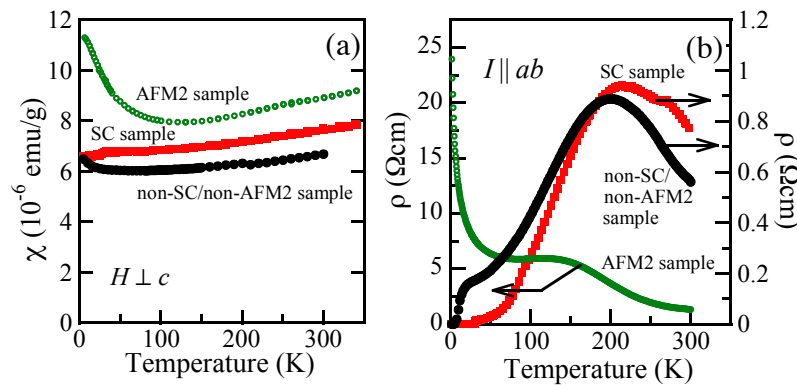 (a)
12
10
8
6
4
2
0
χ (10⁻⁶ emu/g)
AFM2 sample
SC sample
non-SC/non-AFM2 sample
H ⊥ c
0
100
200
300
Temperature (K)
(b)
25
20
15
10
5
0
ρ (Ωcm)
I || ab
SC sample
non-SC/
non-AFM2
sample
AFM2 sample
1.2
1
0.8
0.6
0.4
0.2
0
ρ (Ωcm)
0
100
200
300
Temperature (K)